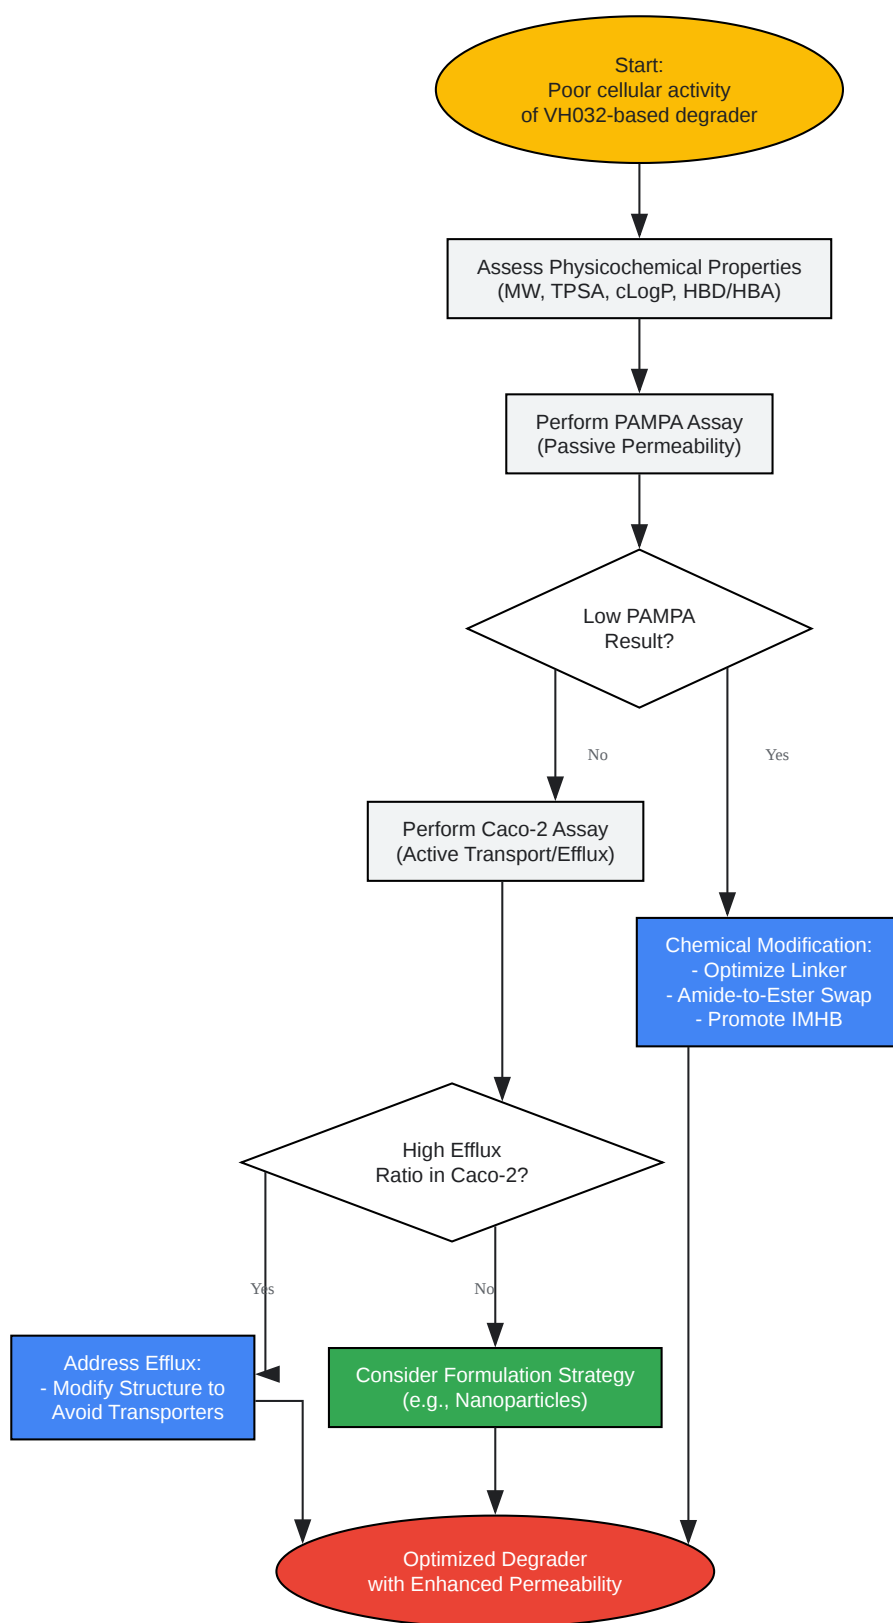 Start:
Poor cellular activity
of VH032-based degrader
Assess Physicochemical Properties
(MW, TPSA, cLogP, HBD/HBA)
Perform PAMPA Assay
(Passive Permeability)
Low PAMPA
Result?
No
Yes
Perform Caco-2 Assay
(Active Transport/Efflux)
Chemical Modification:
- Optimize Linker
- Amide-to-Ester Swap
- Promote IMHB
High Efflux
Ratio in Caco-2?
Yes
No
Address Efflux:
- Modify Structure to
Avoid Transporters
Consider Formulation Strategy
(e.g., Nanoparticles)
Optimized Degrader
with Enhanced Permeability